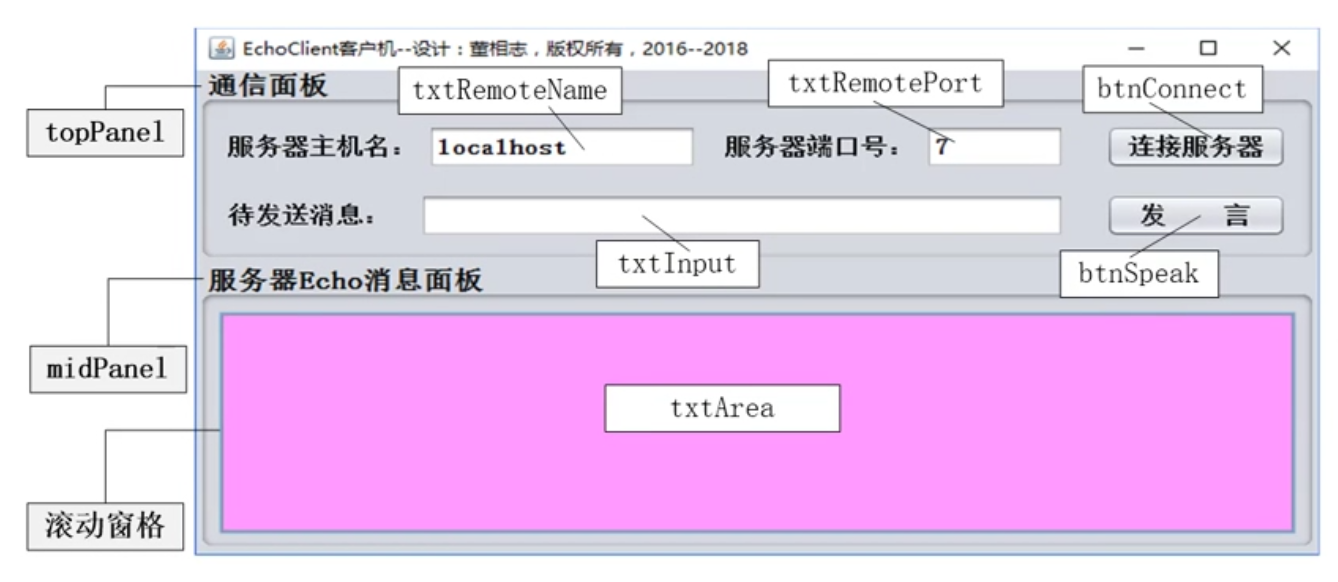 EchoClient客户机--设计：董相志，版权所有，2016--2018
通信面板
txtRemoteName
txtRemotePort
btnConnect
topPanel
服务器主机名：
localhost
服务器端口号：
7
连接服务器
待发送消息：
发 言
txtInput
btnSpeak
服务器Echo消息面板
midPanel
txtArea
滚动窗格